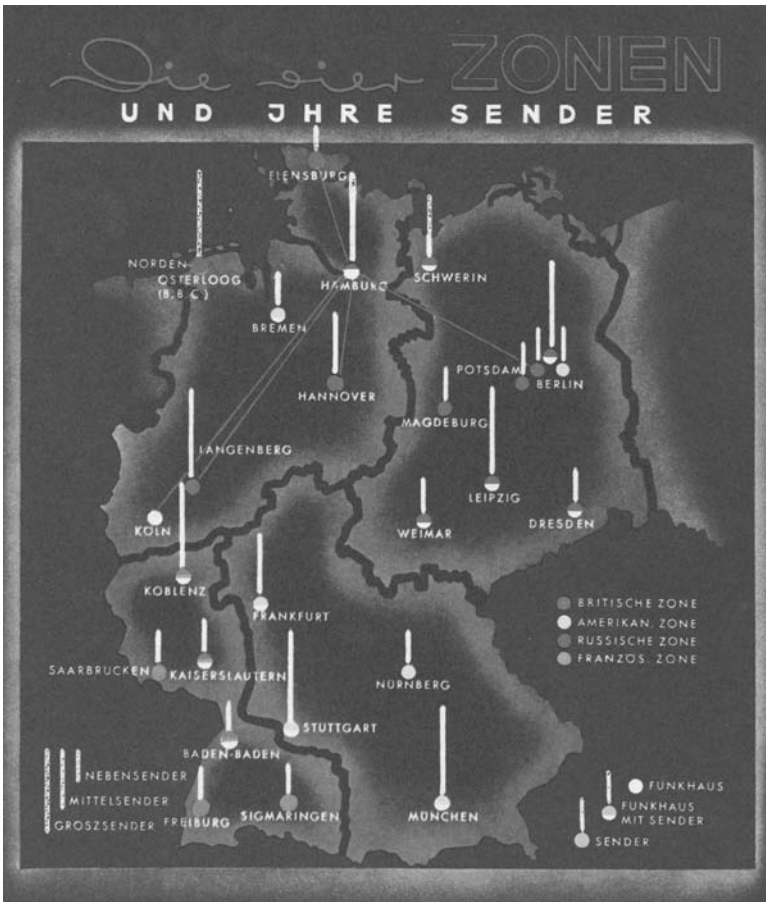 Die vier ZONEN
UND JHRE SENDER
FLENSBURG
NORDEN
OSTERLOOG
(B.B.C.)
HAMBURG
SCHWERIN
BREMEN
HANNOVER
POTSDAM
BERLIN
MAGDEBURG
LANGENBERG
LEIPZIG
KÖLN
WEIMAR
DRESDEN
KOBLENZ
FRANKFURT
BRITISCHE ZONE
AMERIKAN. ZONE
RUSSISCHE ZONE
FRANZÖS. ZONE
SAARBRÜCKEN
KAISERSLAUTERN
NÜRNBERG
STUTTGART
BADEN-BADEN
FREIBURG
SIGMARINGEN
MÜNCHEN
NEBENSENDER
MITTELSENDER
GROSZSENDER
FUNKHAUS
FUNKHAUS
MIT SENDER
SENDER